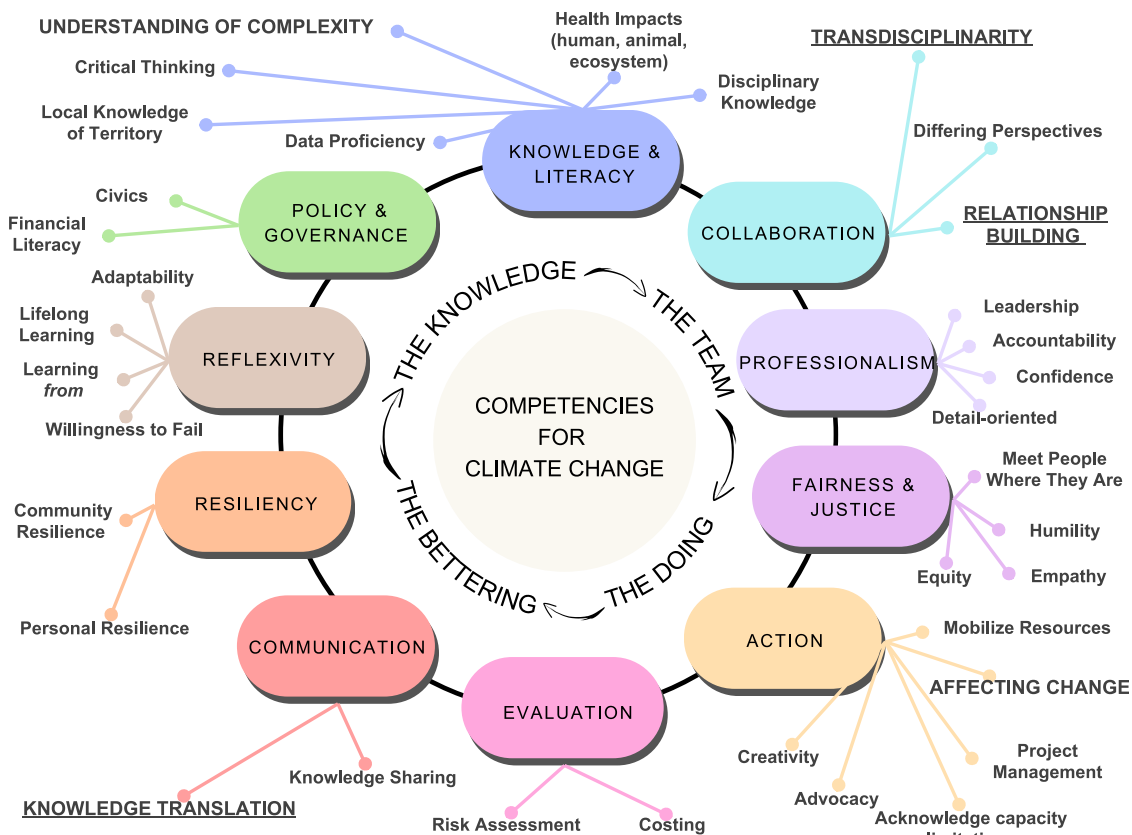 UNDERSTANDING OF COMPLEXITY
Critical Thinking
Local Knowledge
of Territory
Data Proficiency
Health Impacts
(human, animal,
ecosystem)
Disciplinary
Knowledge
KNOWLEDGE &
LITERACY
TRANSDISCIPLINARITY
Differing Perspectives
RELATIONSHIP
BUILDING
COLLABORATION
Civics
Financial
Literacy
POLICY &
GOVERNANCE
Adaptability
Lifelong
Learning
Learning
from
Willingness to Fail
REFLEXIVITY
Leadership
Accountability
Confidence
Detail-oriented
PROFESSIONALISM
THE KNOWLEDGE
THE TEAM
THE DOING
THE BETTERING
COMPETENCIES
FOR
CLIMATE CHANGE
Community
Resilience
Personal Resilience
RESILIENCY
Meet People
Where They Are
Humility
Empathy
Equity
FAIRNESS &
JUSTICE
COMMUNICATION
Knowledge Sharing
KNOWLEDGE TRANSLATION
EVALUATION
Risk Assessment
Costing
ACTION
Mobilize Resources
AFFECTING CHANGE
Project
Management
Creativity
Advocacy
Acknowledge capacity